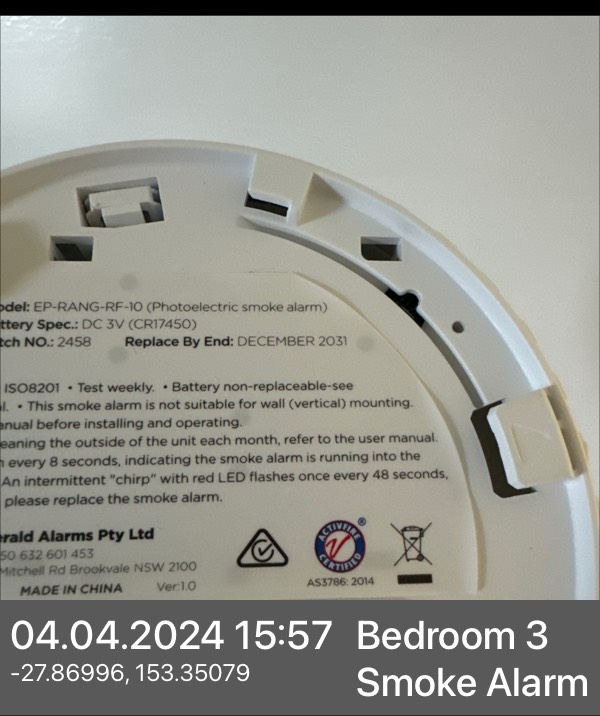 odel: EP-RANG-RF-10 (Photoelectric smoke alarm)
ttery Spec.: DC 3V (CR17450)
tch NO.: 2458 Replace By End: DECEMBER 2031
ISO8201 • Test weekly. • Battery non-replaceable-see
l. • This smoke alarm is not suitable for wall (vertical) mounting.
anual before installing and operating.
eaning the outside of the unit each month, refer to the user manual.
n every 8 seconds, indicating the smoke alarm is running into the
An intermittent "chirp" with red LED flashes once every 48 seconds,
please replace the smoke alarm.
erald Alarms Pty Ltd
50 632 601 453
Mitchell Rd Brookvale NSW 2100
MADE IN CHINA Ver:1.0
ACTIVFIRE
CERTIFIED
®
AS3786: 2014
04.04.2024 15:57
-27.86996, 153.35079
Bedroom 3
Smoke Alarm